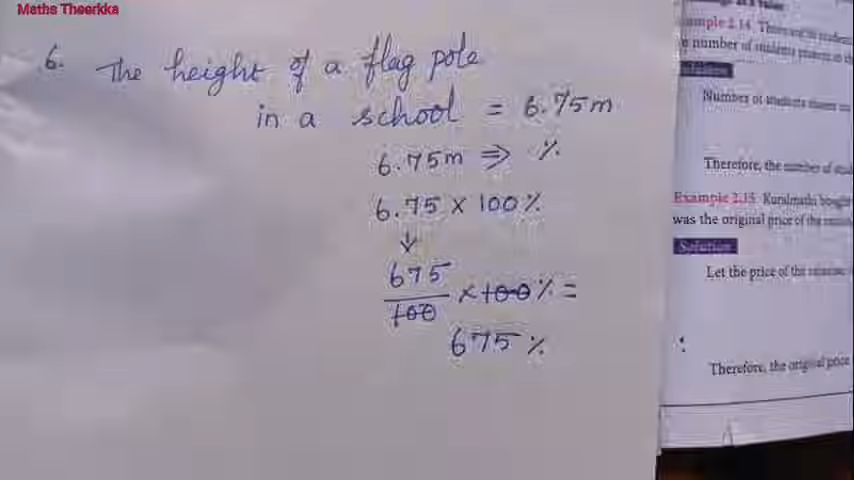 Maths Theerkka
6. The height of a flag pole
in a school = 6.75m
6.75m ⇒ %
6.75 × 100 %
↓
675
100 × 100 % =
675 %
Example 2.14
number of students present in
Number of students
Therefore, the number of
Example 2.15 Kuralmathi bought
was the original price of the
Solution
Let the price of the
Therefore, the original price